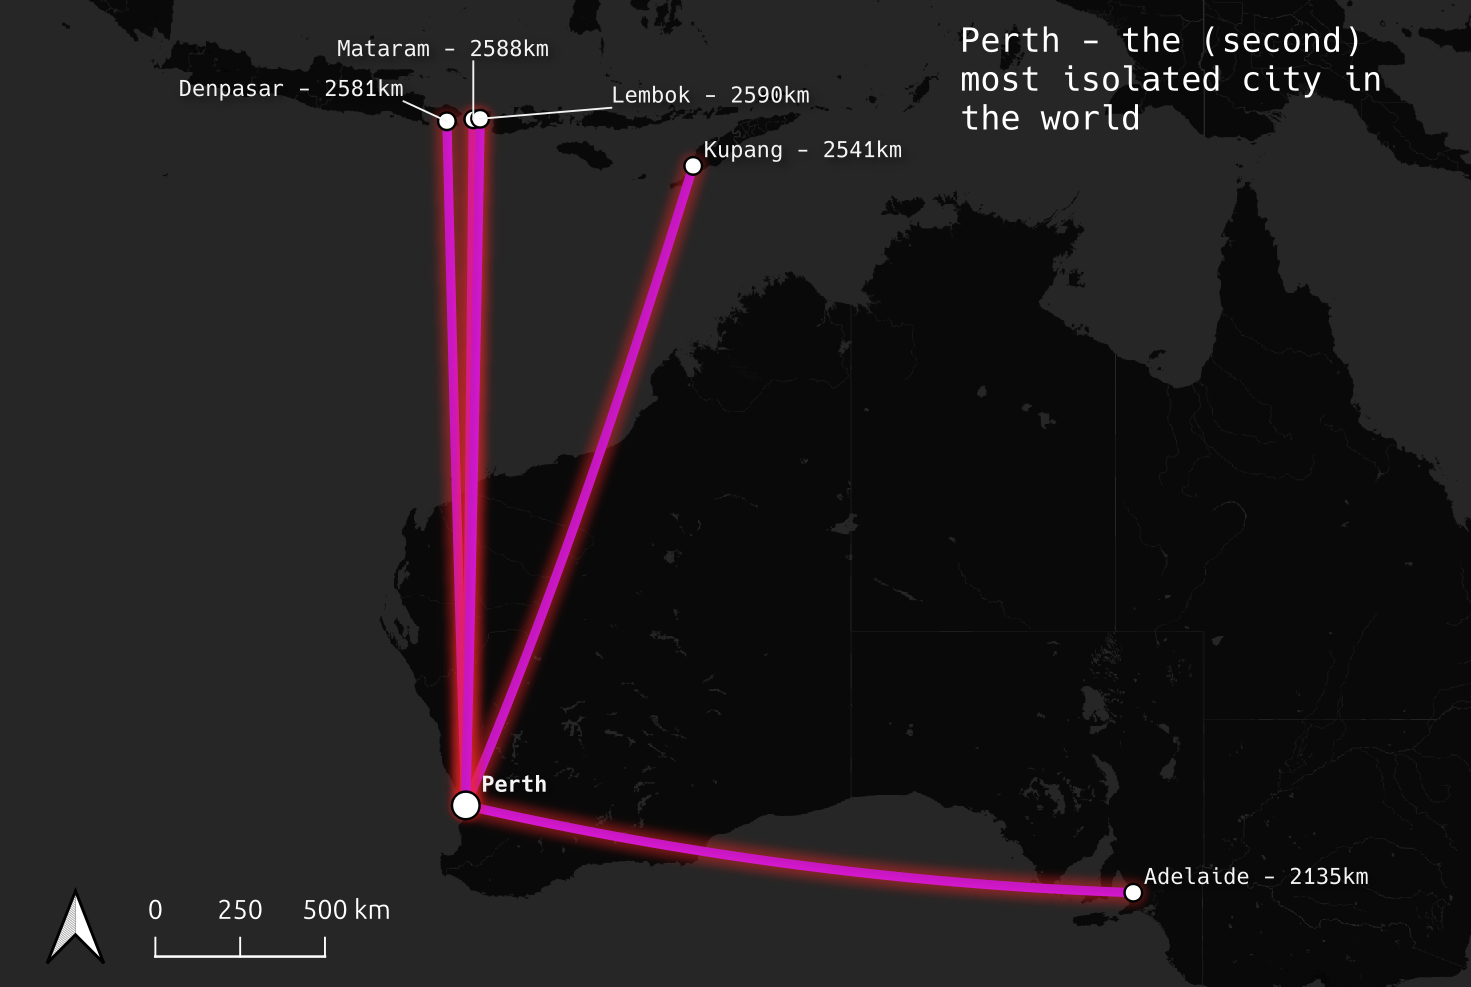 Perth – the (second)
most isolated city in
the world
Mataram – 2588km
Denpasar – 2581km
Lembok – 2590km
Kupang – 2541km
Perth
Adelaide – 2135km
0 250 500 km